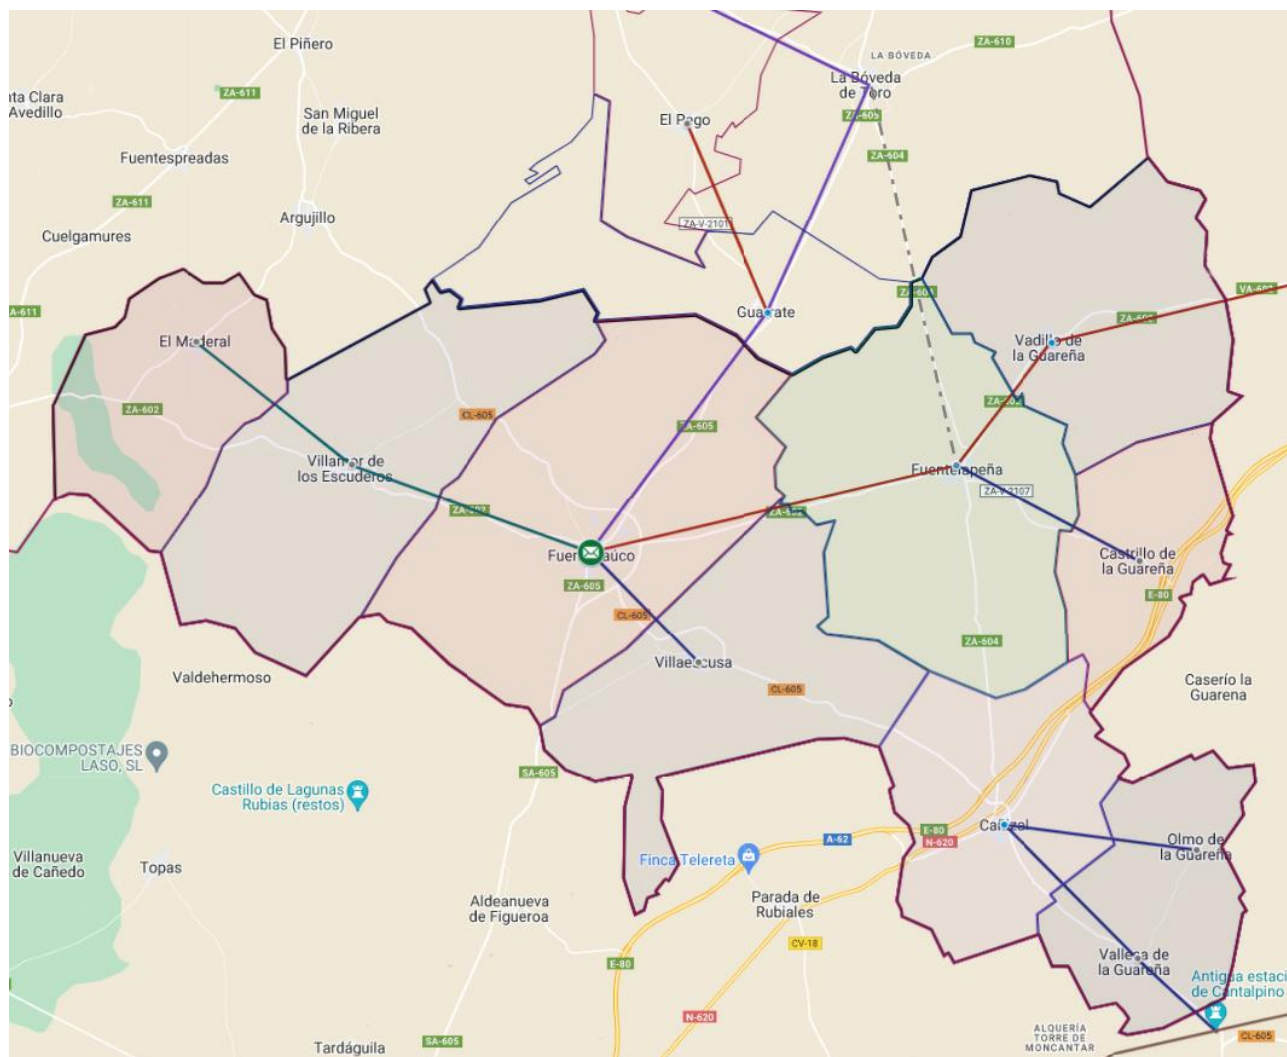 LA BÓVEDA
ZA-610
El Piñero
La Bóveda
de Toro
ZA-611
nta Clara
Avedillo
San Miguel
de la Ribera
ZA-605
El Pego
ZA-604
Fuentespreadas
ZA-611
Argujillo
ZA-V-2101
Cuelgamures
VA-602
ZA-604
ZA-611
Guarrate
ZA-602
El Maderal
Vadillo de
la Guareña
ZA-602
ZA-602
CL-605
ZA-605
Villamor de
los Escuderos
Fuentelapeña
ZA-V-2107
ZA-602
ZA-602
Fuentesaúco
Castrillo de
la Guareña
ZA-605
E-80
CL-605
ZA-604
Villaescusa
Valdehermoso
CL-605
Caserío la
Guarena
BIOCOMPOSTAJES
LASO, SL
SA-605
Castillo de Lagunas
Rubias (restos)
Cañizal
E-80
A-62
N-620
Olmo de
la Guareña
Finca Telereta
Villanueva
de Cañedo
Topas
Aldeanueva
de Figueroa
Parada de
Rubiales
CV-18
Vallesa de
la Guareña
E-80
Antigua estaci
de Cantalpino
N-620
ALQUERÍA
TORRE DE
MONCANTAR
CL-605
SA-605
Tardáguila